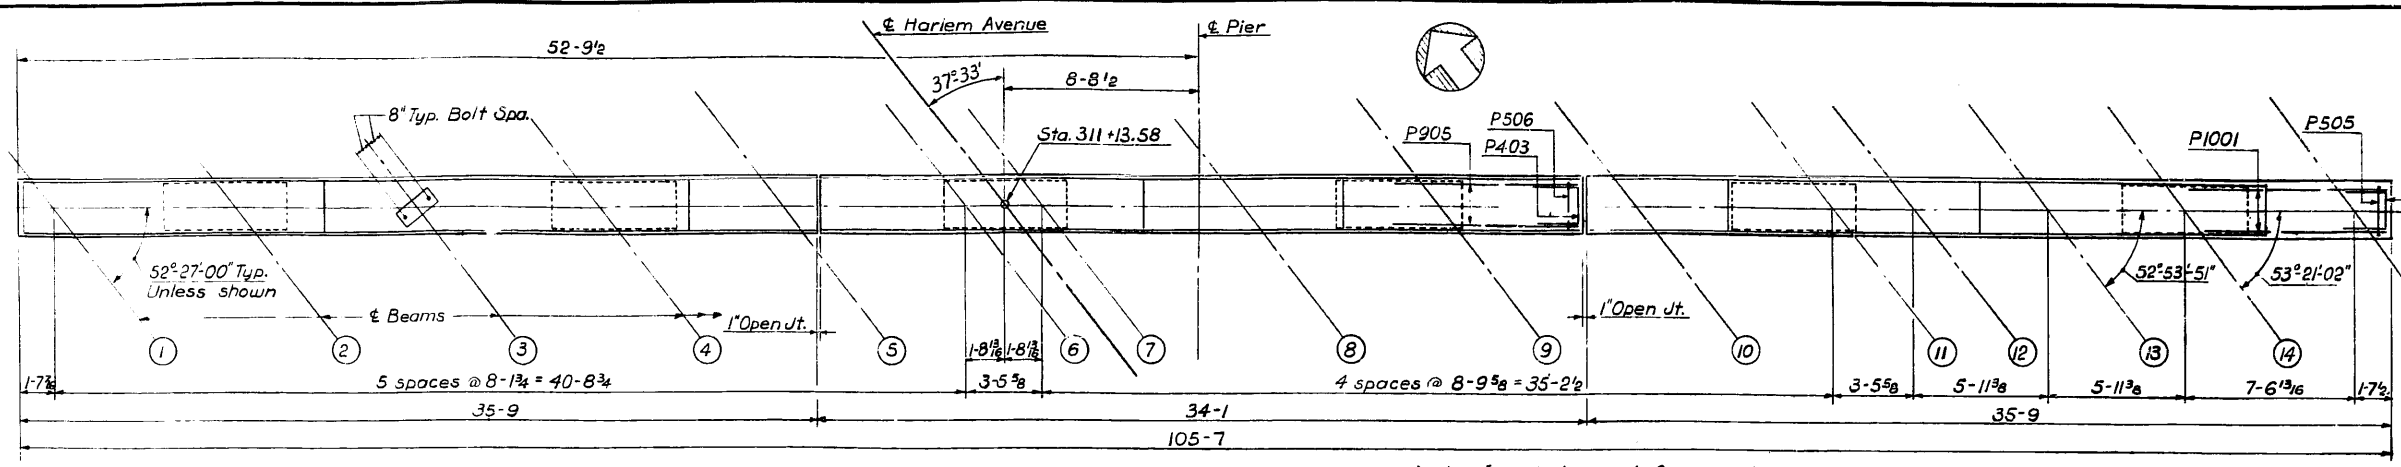 ℄ Harlem Avenue
℄ Pier
52-9½
37°-33'
8-8½
8" Typ. Bolt Spa.
Sta. 311+13.58
P905
P506
P403
P1001
P505
52°-27'-00" Typ.
Unless shown
52°-53'-51"
53°-21'-02"
℄ Beams
1" Open Jt.
1" Open Jt.
1
2
3
4
5
6
7
8
9
10
11
12
13
14
1-8 13/16
1-8 13/16
1-7⅞
5 spaces @ 8-1¾ = 40-8¾
3-5⅝
4 spaces @ 8-9⅝ = 35'-2½
3-5⅝
5-11⅜
5-11⅜
7-6 13/16
1-7½
35-9
34-1
35-9
105-7